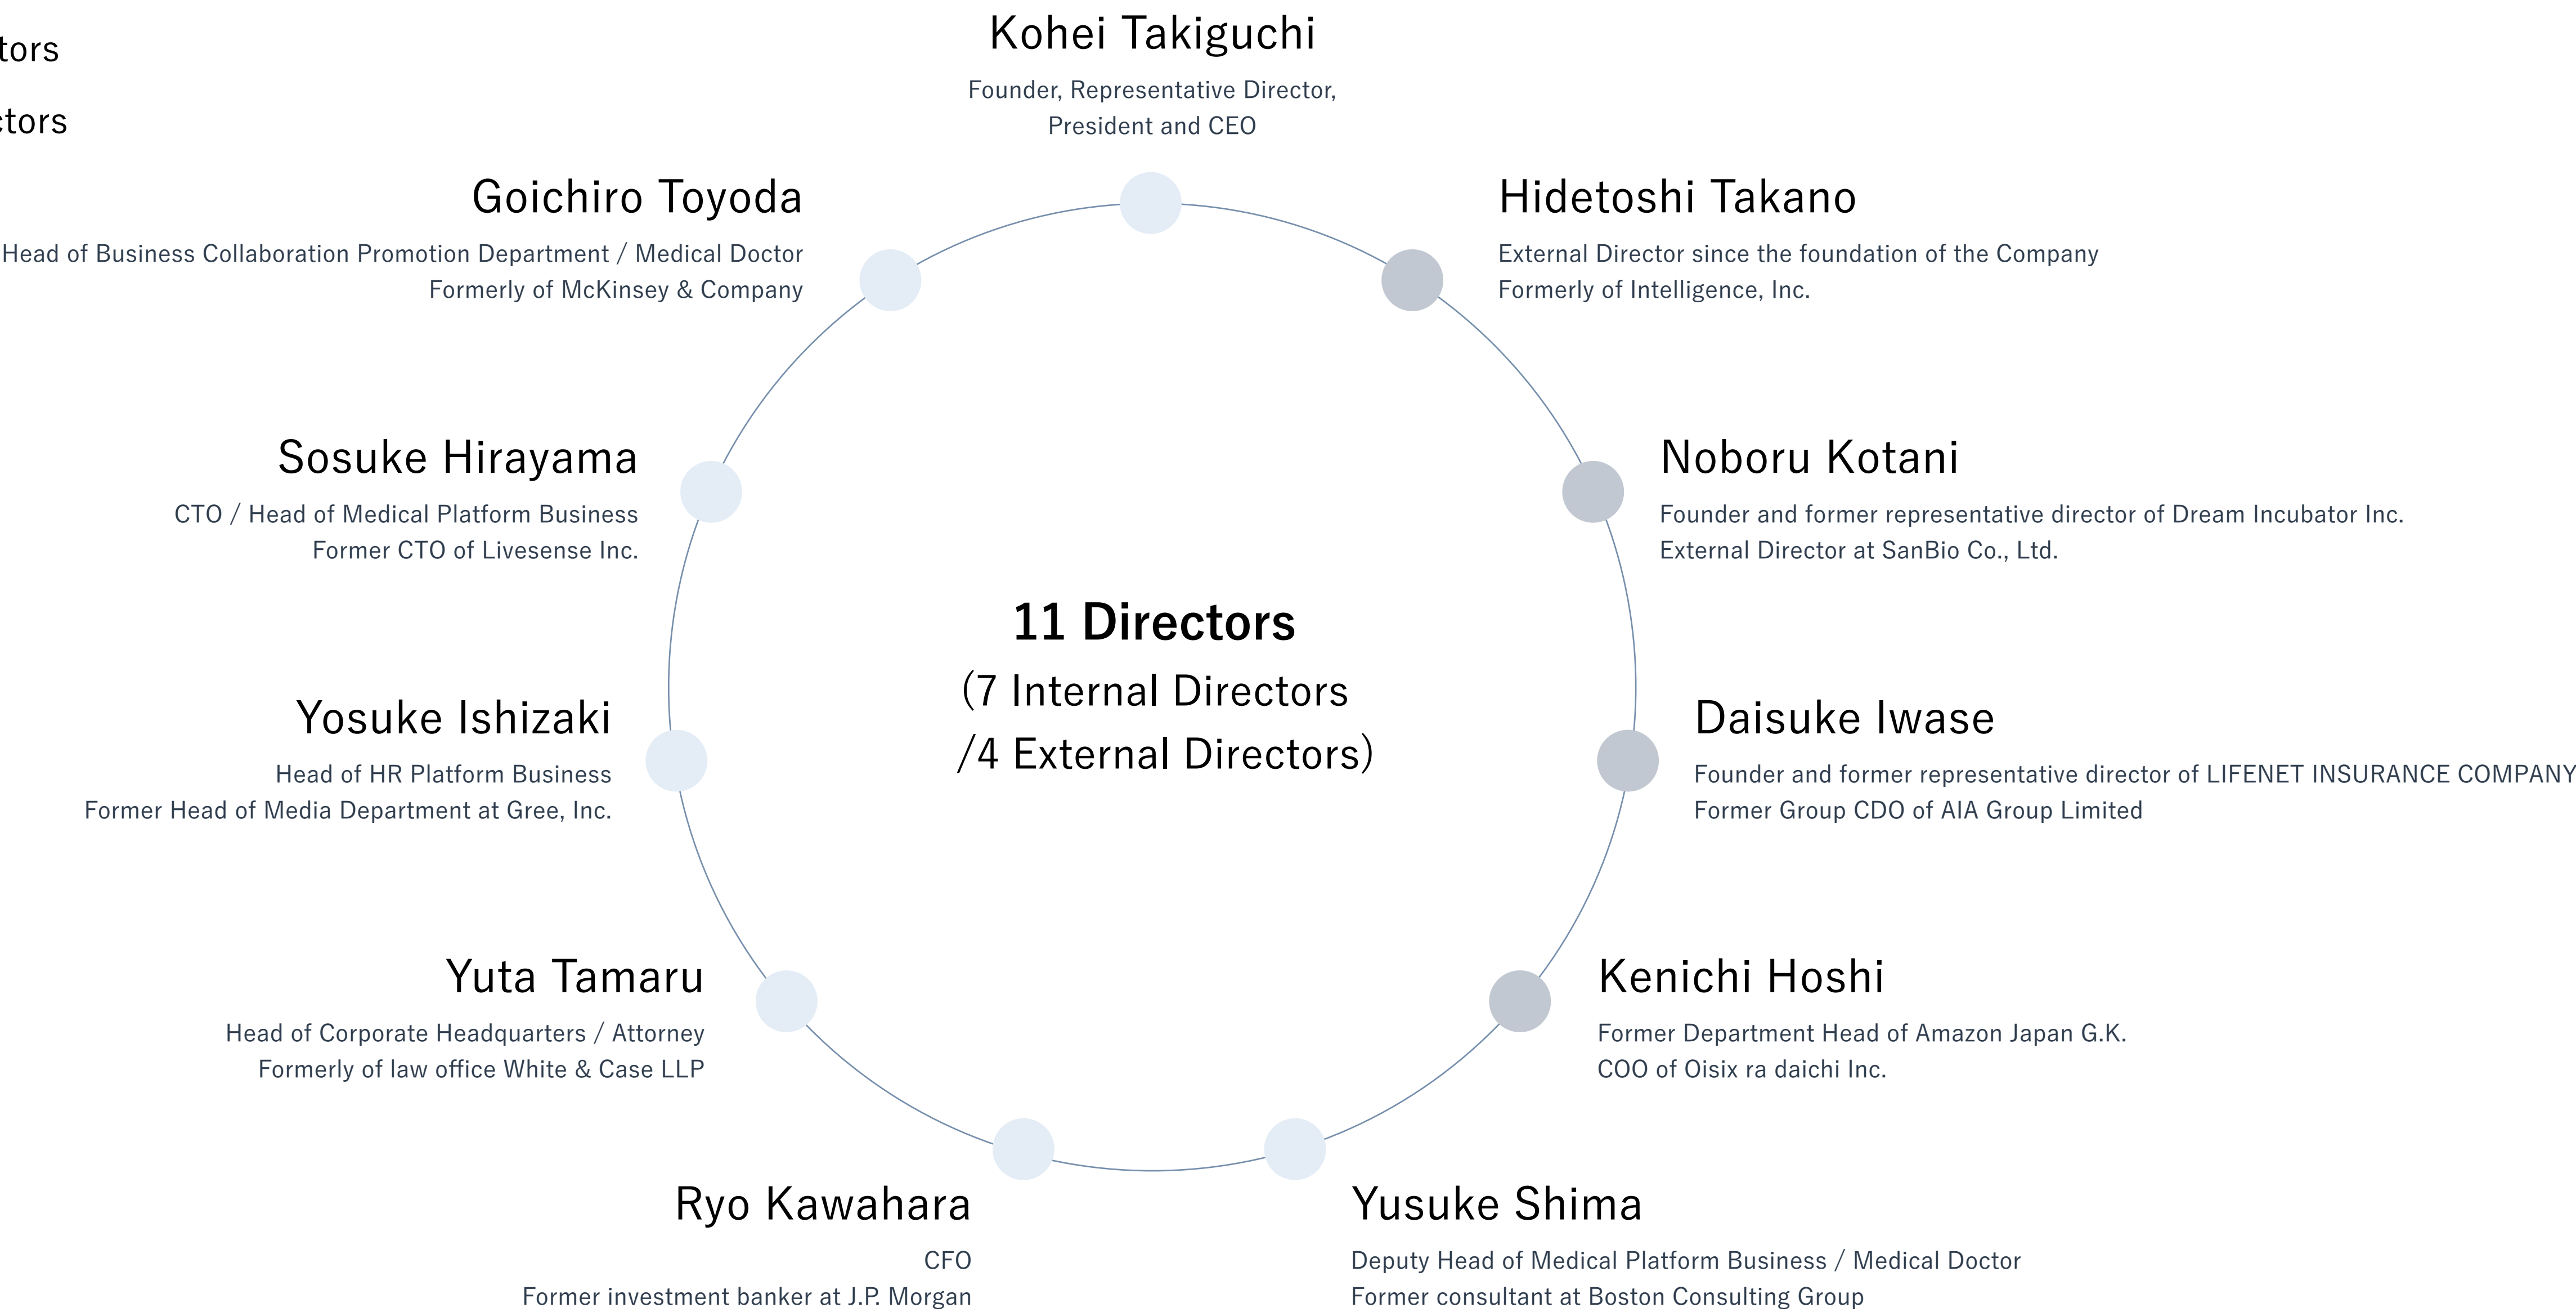 tors
ctors
Kohei Takiguchi
Founder, Representative Director,
President and CEO
Goichiro Toyoda
Head of Business Collaboration Promotion Department / Medical Doctor
Formerly of McKinsey & Company
Hidetoshi Takano
External Director since the foundation of the Company
Formerly of Intelligence, Inc.
Sosuke Hirayama
CTO / Head of Medical Platform Business
Former CTO of Livesense Inc.
Noboru Kotani
Founder and former representative director of Dream Incubator Inc.
External Director at SanBio Co., Ltd.
11 Directors
(7 Internal Directors
/4 External Directors)
Yosuke Ishizaki
Head of HR Platform Business
Former Head of Media Department at Gree, Inc.
Daisuke Iwase
Founder and former representative director of LIFENET INSURANCE COMPANY
Former Group CDO of AIA Group Limited
Yuta Tamaru
Head of Corporate Headquarters / Attorney
Formerly of law office White & Case LLP
Kenichi Hoshi
Former Department Head of Amazon Japan G.K.
COO of Oisix ra daichi Inc.
Ryo Kawahara
CFO
Former investment banker at J.P. Morgan
Yusuke Shima
Deputy Head of Medical Platform Business / Medical Doctor
Former consultant at Boston Consulting Group